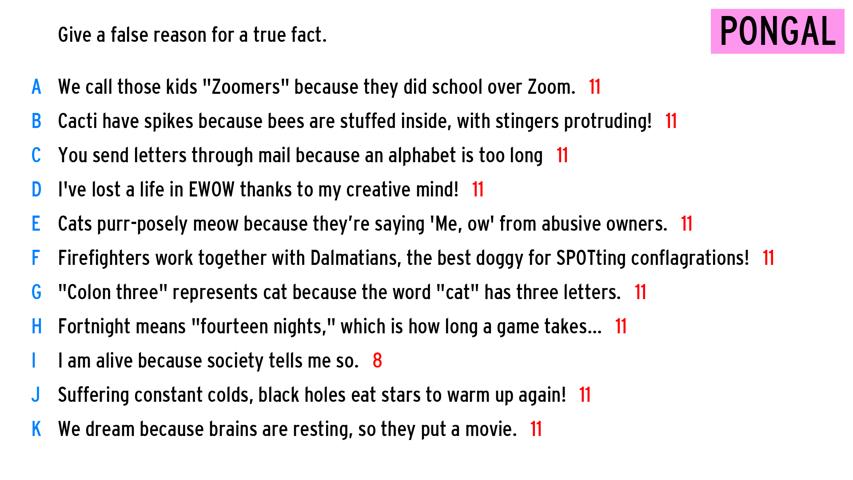 Give a false reason for a true fact.
PONGAL
A We call those kids "Zoomers" because they did school over Zoom. 11
B Cacti have spikes because bees are stuffed inside, with stingers protruding! 11
C You send letters through mail because an alphabet is too long 11
D I've lost a life in EWOW thanks to my creative mind! 11
E Cats purr-posely meow because they’re saying 'Me, ow' from abusive owners. 11
F Firefighters work together with Dalmatians, the best doggy for SPOTting conflagrations! 11
G "Colon three" represents cat because the word "cat" has three letters. 11
H Fortnight means "fourteen nights," which is how long a game takes... 11
I I am alive because society tells me so. 8
J Suffering constant colds, black holes eat stars to warm up again! 11
K We dream because brains are resting, so they put a movie. 11